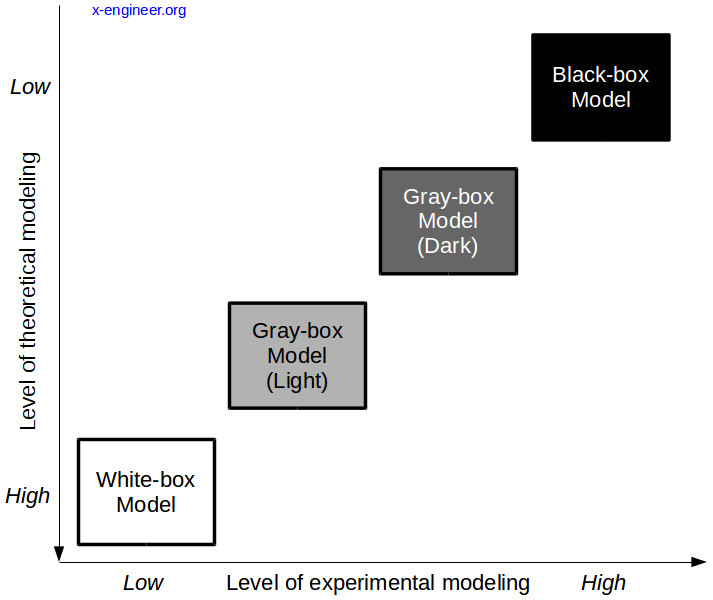 x-engineer.org
Low
Black-box
Model
Level of theoretical modeling
Gray-box
Model
(Dark)
Gray-box
Model
(Light)
White-box
Model
High
Low
Level of experimental modeling
High